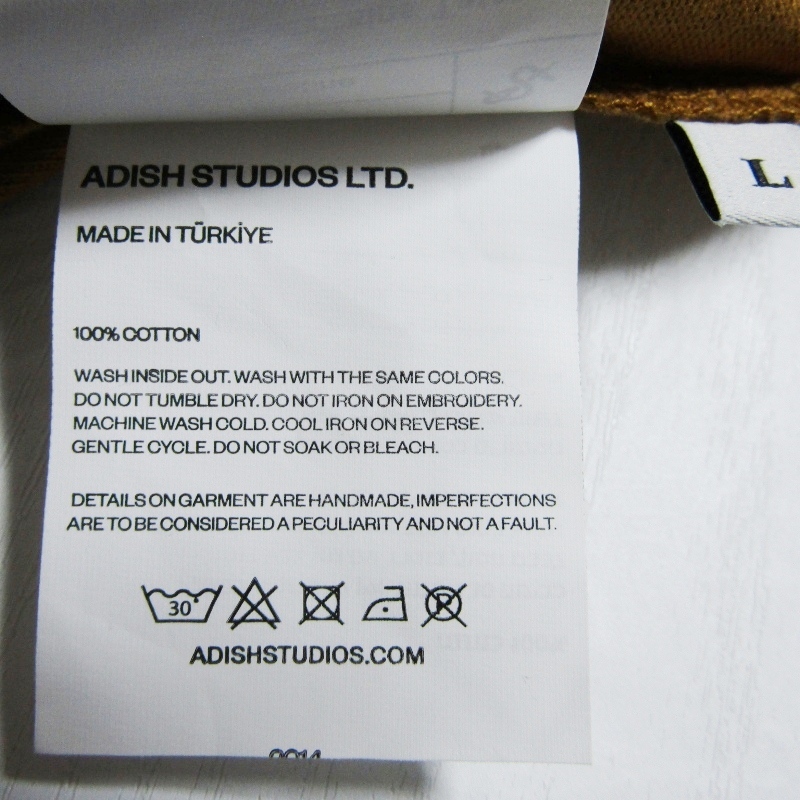 ADISH STUDIOS LTD.
L
MADE IN TÜRKİYE
100% COTTON
WASH INSIDE OUT. WASH WITH THE SAME COLORS.
DO NOT TUMBLE DRY. DO NOT IRON ON EMBROIDERY.
MACHINE WASH COLD. COOL IRON ON REVERSE.
GENTLE CYCLE. DO NOT SOAK OR BLEACH.
DETAILS ON GARMENT ARE HANDMADE, IMPERFECTIONS
ARE TO BE CONSIDERED A PECULIARITY AND NOT A FAULT.
30°
ADISHSTUDIOS.COM